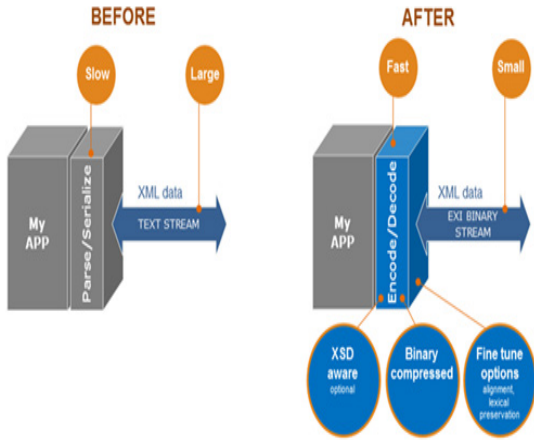 BEFORE
Slow
Large
My
APP
Parse/Serialize
XML data
TEXT STREAM
AFTER
Fast
Small
My
APP
Encode/Decode
XML data
EXI BINARY
STREAM
XSD
aware
optional
Binary
compressed
Fine tune
options
alignment,
lexical
preservation